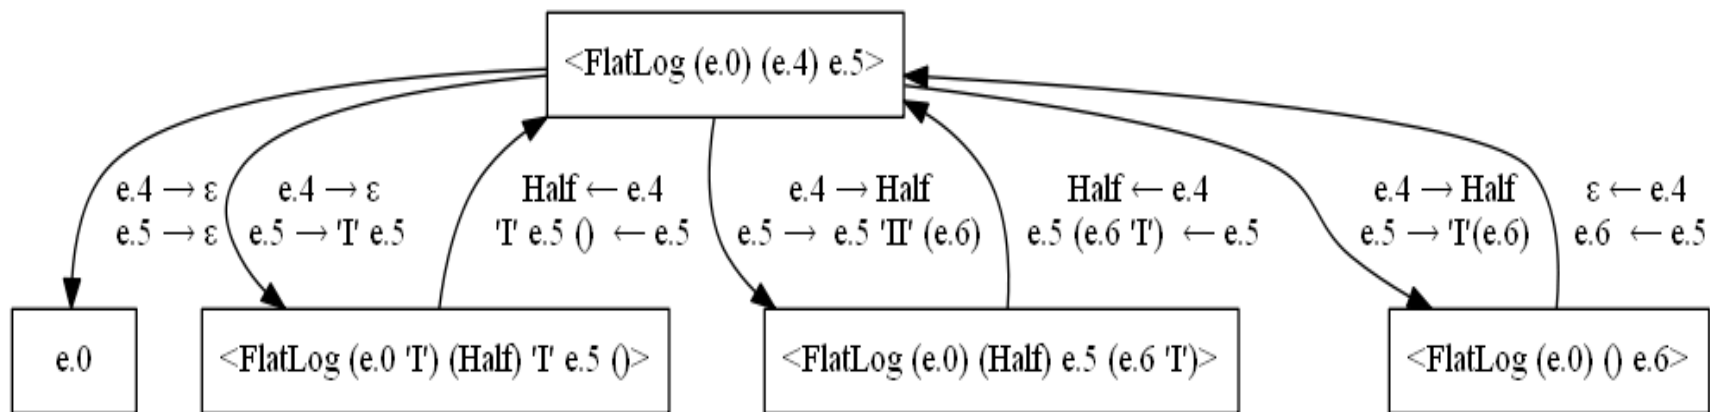 <FlatLog (e.0) (e.4) e.5>
e.4 → ε
e.5 → ε
e.4 → ε
e.5 → 'I' e.5
Half ← e.4
'I' e.5 () ← e.5
e.4 → Half
e.5 → e.5 'II' (e.6)
Half ← e.4
e.5 (e.6 'I') ← e.5
e.4 → Half
e.5 → 'I'(e.6)
ε ← e.4
e.6 ← e.5
e.0
<FlatLog (e.0 'I') (Half) 'I' e.5 ()>
<FlatLog (e.0) (Half) e.5 (e.6 'I')>
<FlatLog (e.0) () e.6>